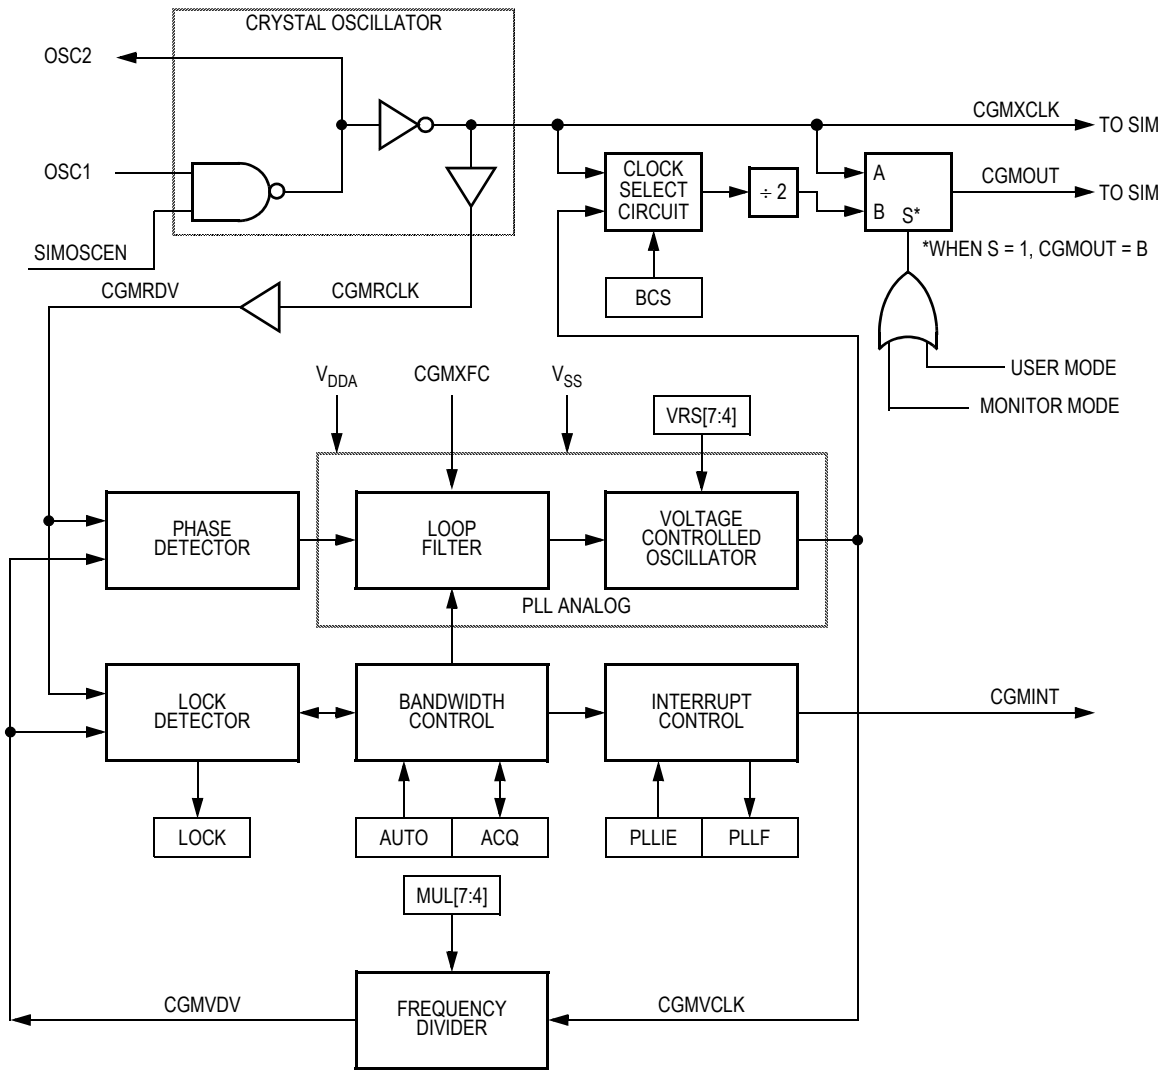 CRYSTAL OSCILLATOR
OSC2
CGMXCLK
TO SIM
OSC1
CLOCK
SELECT
CIRCUIT
÷ 2
A
B
S*
CGMOUT
TO SIM
SIMOSCEN
*WHEN S = 1, CGMOUT = B
CGMRDV
CGMRCLK
BCS
USER MODE
MONITOR MODE
VDDA
CGMXFC
VSS
VRS[7:4]
PHASE
DETECTOR
LOOP
FILTER
VOLTAGE
CONTROLLED
OSCILLATOR
PLL ANALOG
LOCK
DETECTOR
BANDWIDTH
CONTROL
INTERRUPT
CONTROL
CGMINT
LOCK
AUTO
ACQ
PLLIE
PLLF
MUL[7:4]
CGMVDV
FREQUENCY
DIVIDER
CGMVCLK